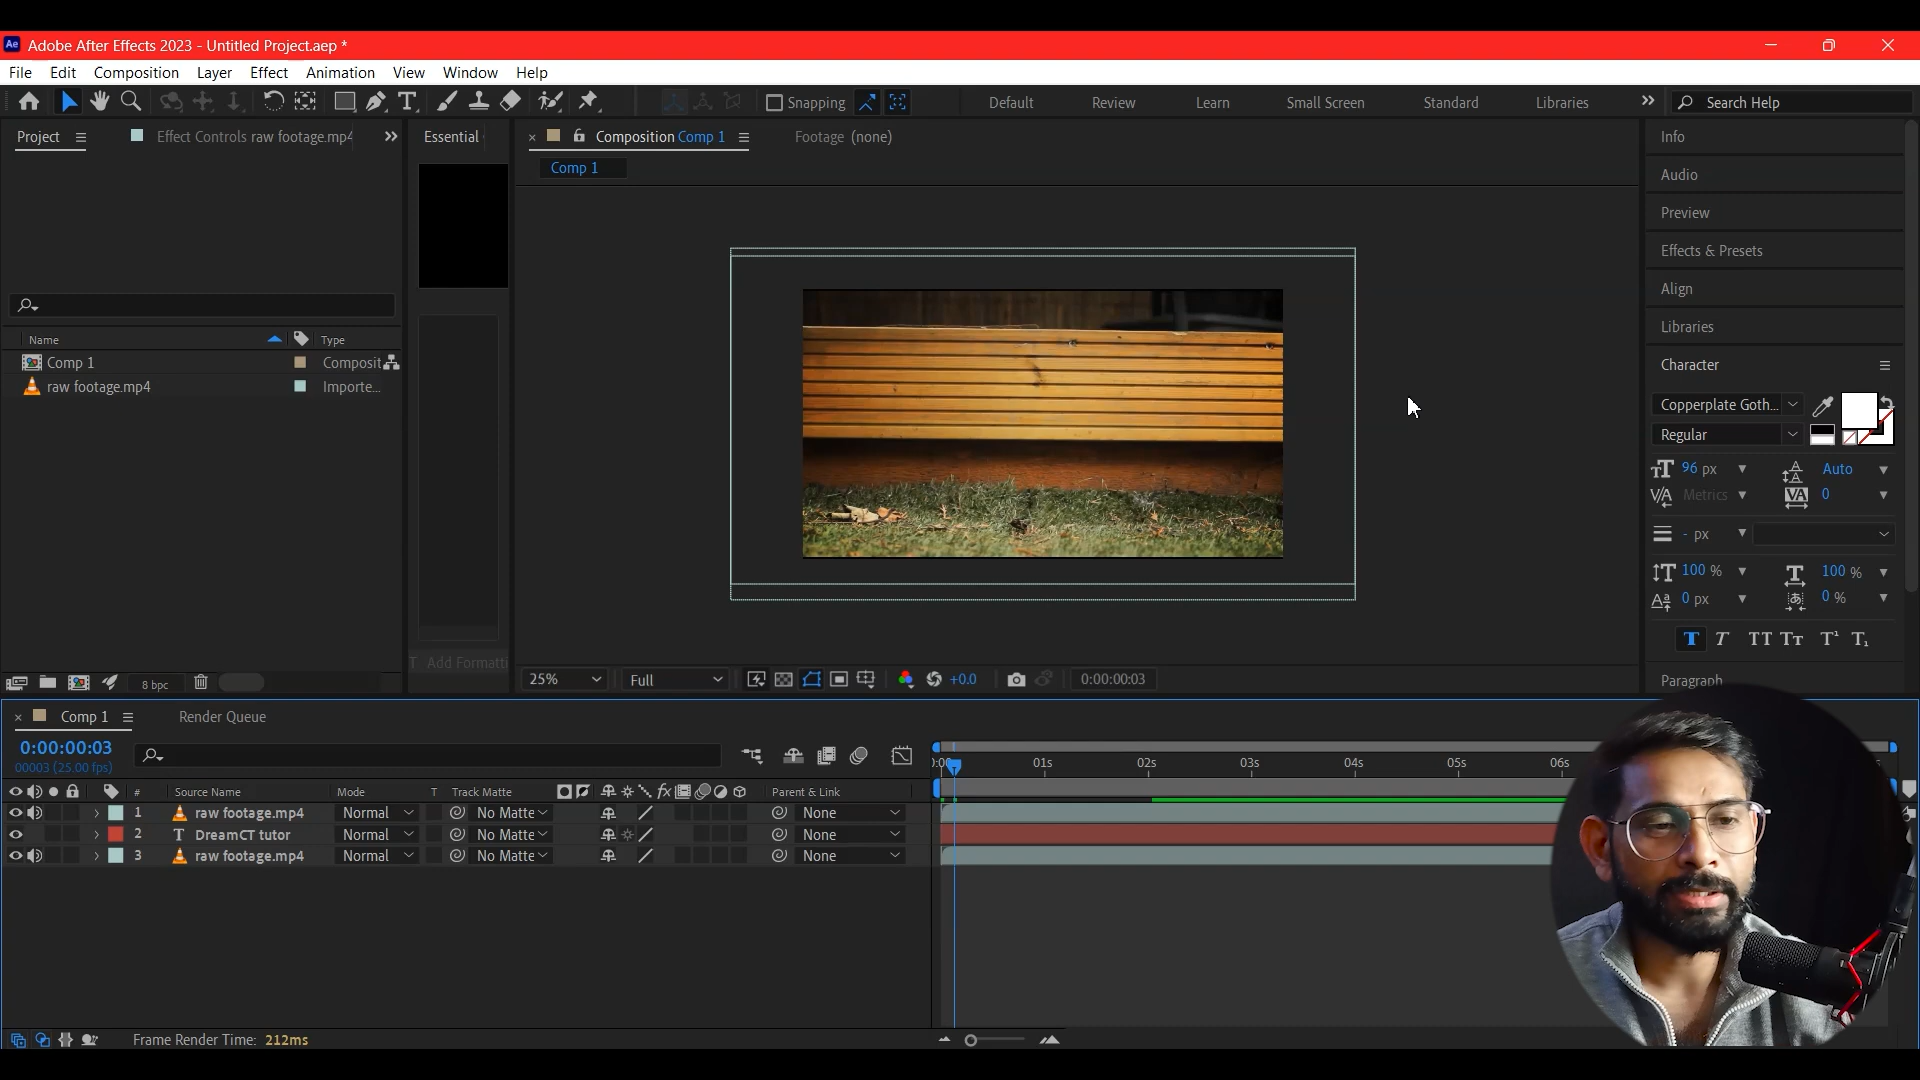 Ae Adobe After Effects 2023 - Untitled Project.aep *
File Edit Composition Layer Effect Animation View Window Help
Snapping Default Review Learn Small Screen Standard Libraries Search Help
Project Effect Controls raw footage.mp4 Essential Composition Comp 1 Footage (none) Info
Comp 1
Audio
Preview
Effects & Presets
Align
Libraries
Name Type
Comp 1 Composit
raw footage.mp4 Importe...
Character
Copperplate Goth...
Regular
96 px Auto
Metrics 0
- px
100 % 100 %
0 px 0 %
T T TT Tт T¹ T₁
T Add Formatti
8 bpc 25% Full +0.0 0:00:00:03
Paragraph
Comp 1 Render Queue
0:00:00:03
00003 (25.00 fps)
:00 01s 02s 03s 04s 05s 06s
# Source Name Mode T Track Matte fx Parent & Link
1 raw footage.mp4 Normal No Matte None
2 T DreamCT tutor Normal No Matte None
3 raw footage.mp4 Normal No Matte None
Frame Render Time: 212ms